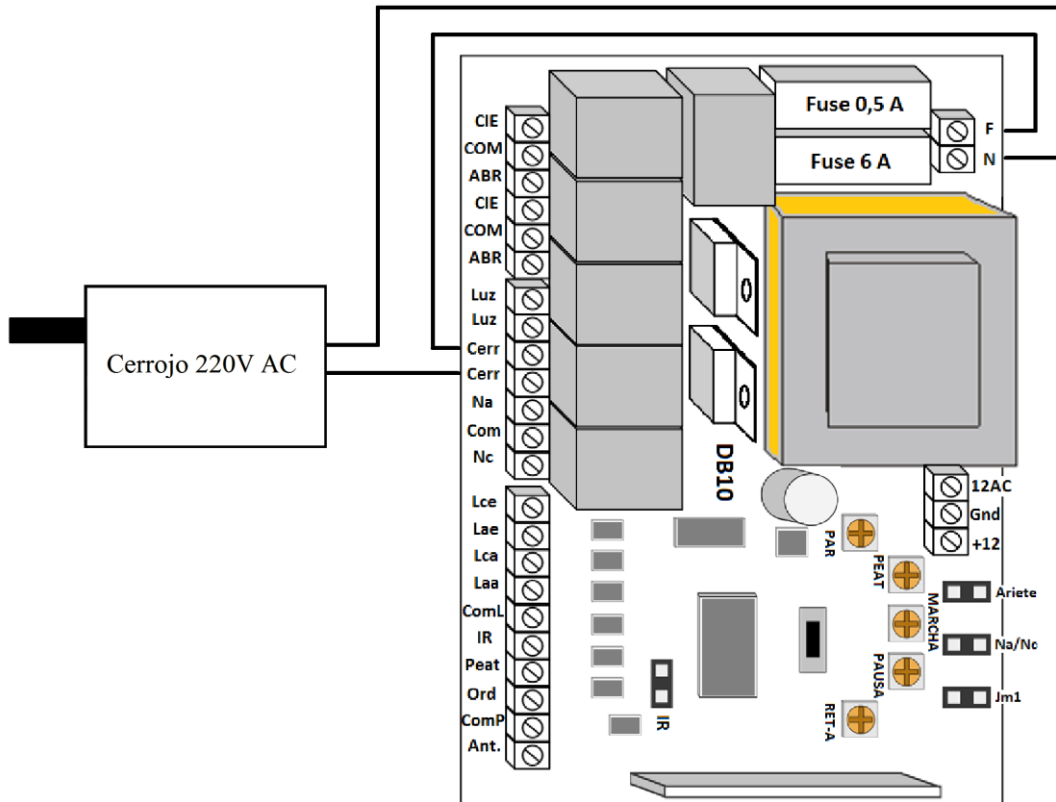 Fuse 0,5 A
Fuse 6 A
F
N
CIE
COM
ABR
CIE
COM
ABR
Luz
Luz
Cerr
Cerr
Na
Com
Nc
Cerrojo 220V AC
DB10
Lce
Lae
Lca
Laa
ComL
IR
Peat
Ord
ComP
Ant.
IR
12AC
Gnd
+12
PAR
PEAT
MARCHA
PAUSA
RET-A
Ariete
Na/Nc
Jm1